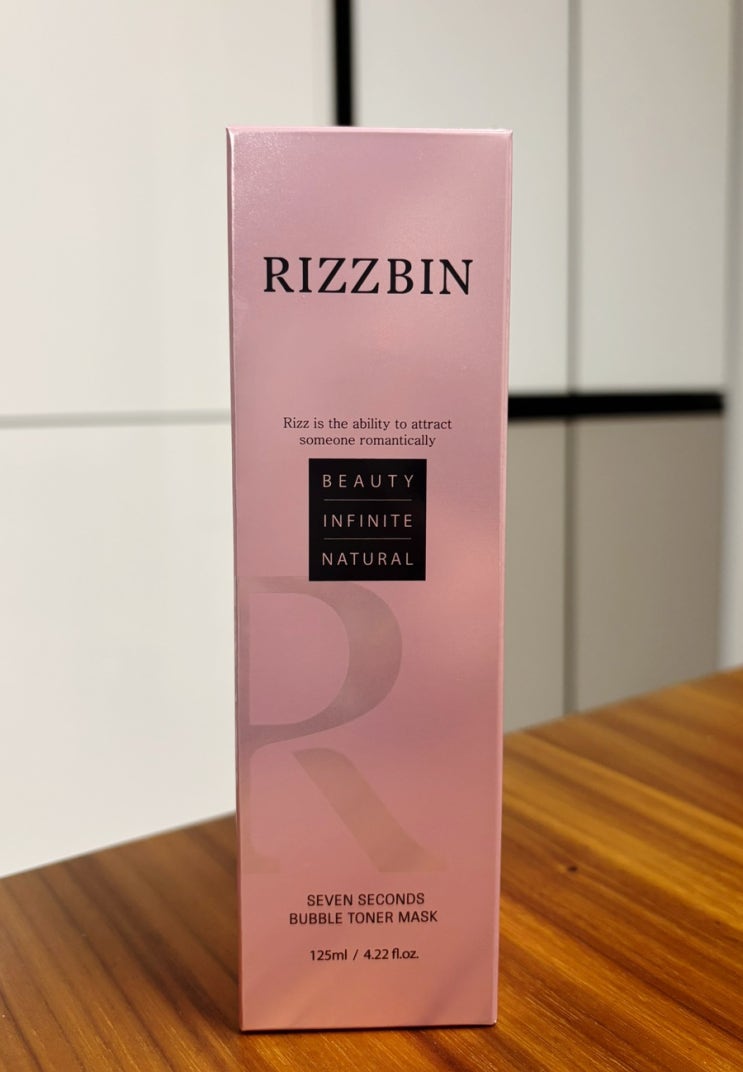 RIZZBIN
Rizz is the ability to attract
someone romantically
BEAUTY
INFINITE
NATURAL
R
SEVEN SECONDS
BUBBLE TONER MASK
125ml / 4.22 fl.oz.